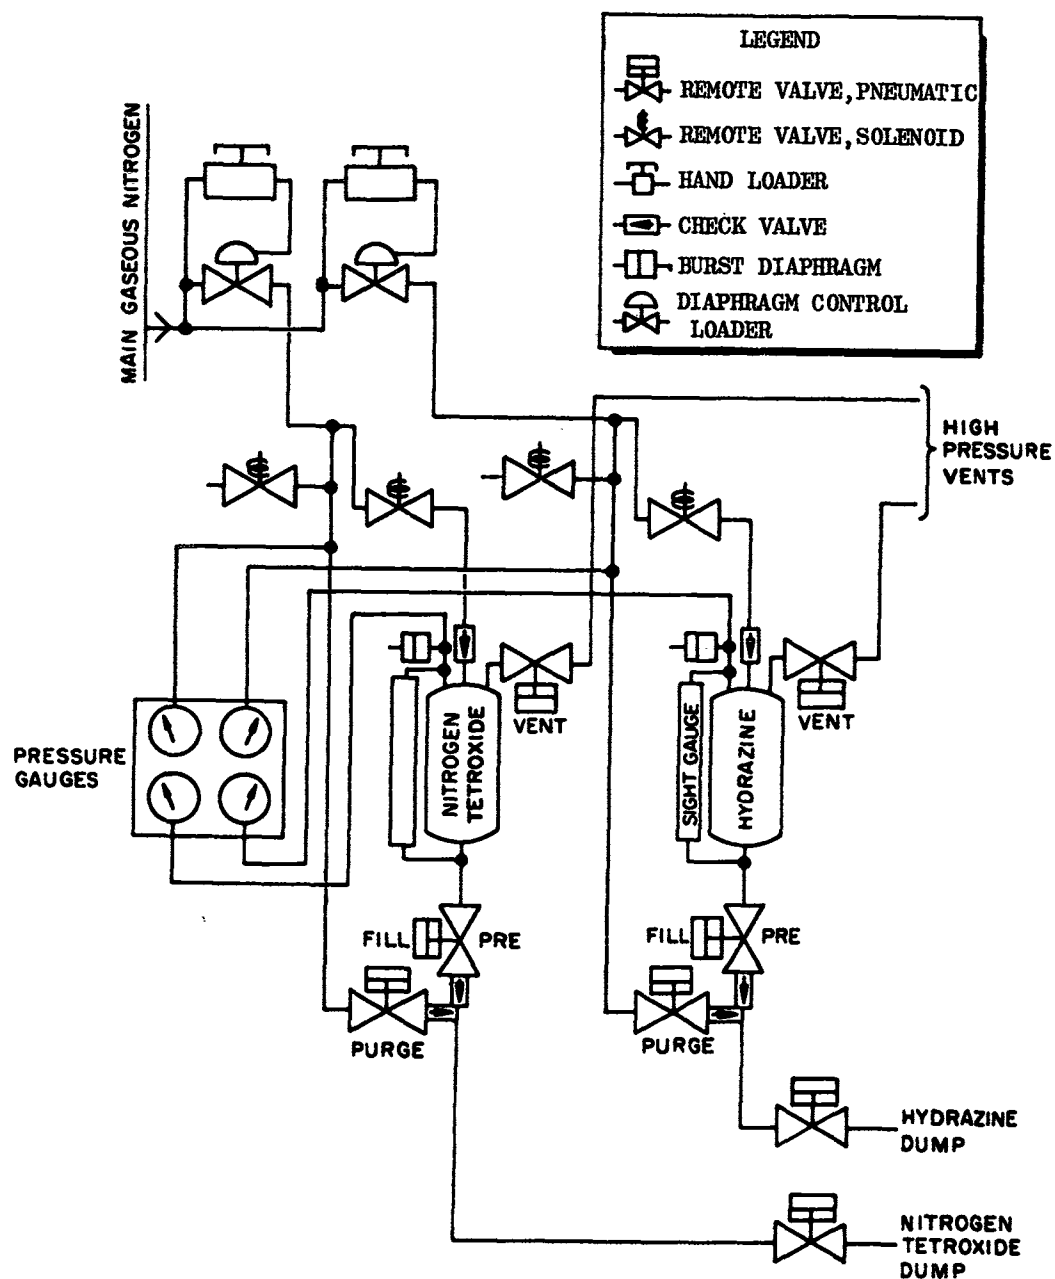 LEGEND
REMOTE VALVE, PNEUMATIC
REMOTE VALVE, SOLENOID
HAND LOADER
CHECK VALVE
BURST DIAPHRAGM
DIAPHRAGM CONTROL
LOADER
MAIN GASEOUS NITROGEN
HIGH
PRESSURE
VENTS
PRESSURE
GAUGES
NITROGEN
TETROXIDE
VENT
SIGHT GAUGE
HYDRAZINE
VENT
FILL
PRE
FILL
PRE
PURGE
PURGE
HYDRAZINE
DUMP
NITROGEN
TETROXIDE
DUMP